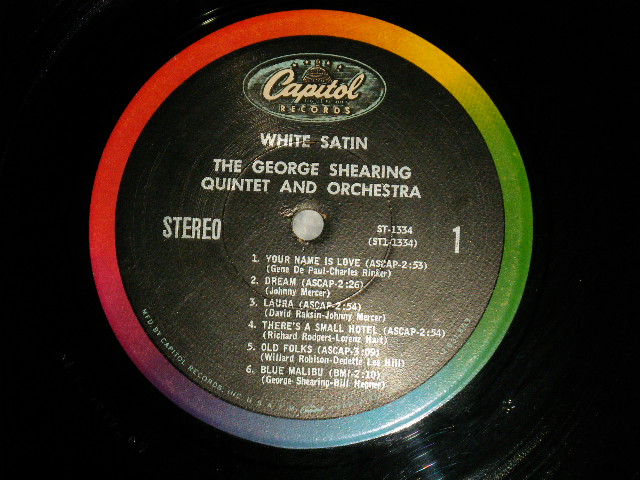 Capitol
RECORDS
WHITE SATIN
THE GEORGE SHEARING
QUINTET AND ORCHESTRA
STEREO
ST-1334
(ST1-1334)
1
1. YOUR NAME IS LOVE (ASCAP-2:53)
(Gene De Paul-Charles Rinker)
2. DREAM (ASCAP-2:26)
(Johnny Mercer)
3. LAURA (ASCAP-2:54)
(David Raksin-Johnny Mercer)
4. THERE'S A SMALL HOTEL (ASCAP-2:54)
(Richard Rodgers-Lorenz Hart)
5. OLD FOLKS (ASCAP-3:09)
(Willard Robison-Dedette Lee Hill)
6. BLUE MALIBU (BMI-2:10)
(George Shearing-Bill Hegner)
MFD. BY CAPITOL RECORDS, INC. U.S.A.